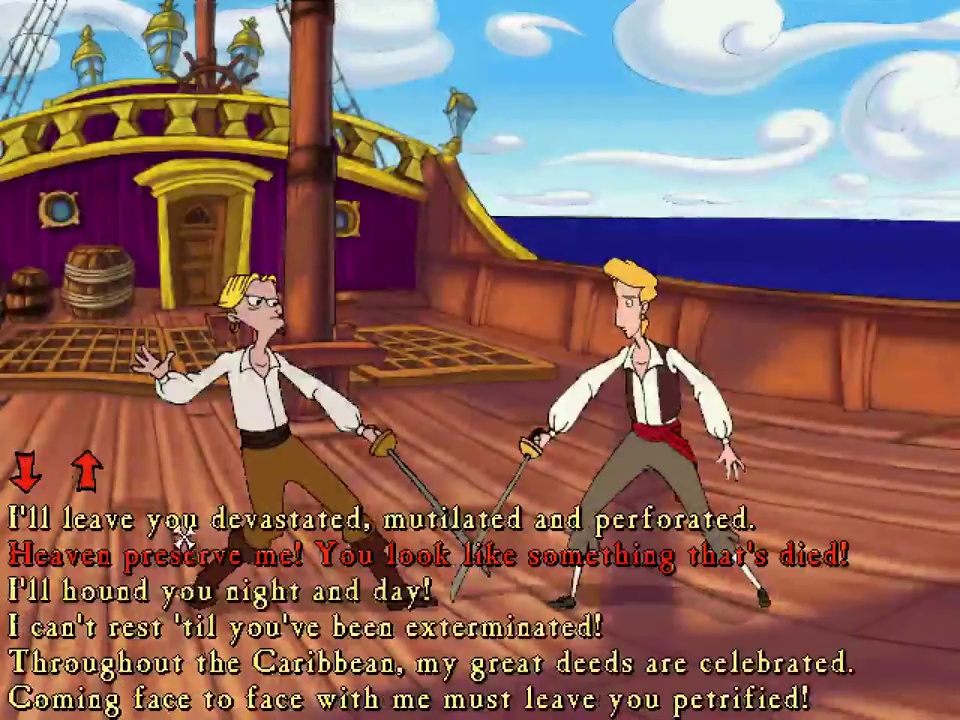 I'll leave you devastated, mutilated and perforated.
Heaven preserve me! You look like something that's died!
I'll hound you night and day!
I can't rest 'til you've been exterminated!
Throughout the Caribbean, my great deeds are celebrated.
Coming face to face with me must leave you petrified!